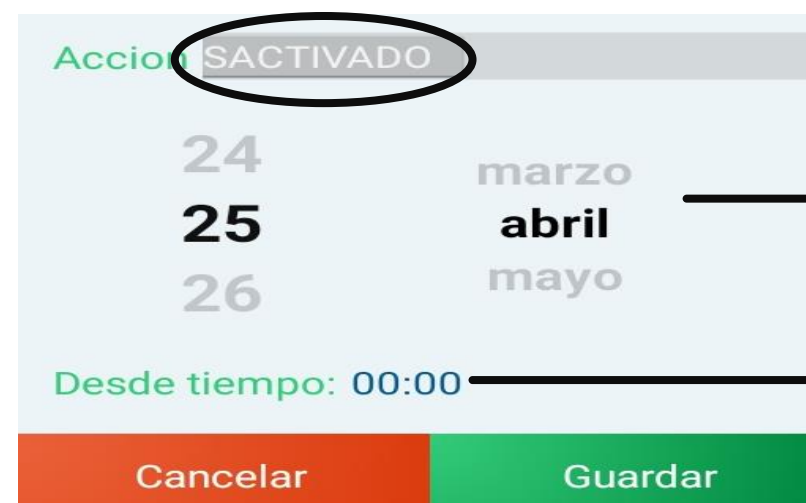 Accion SACTIVADO
24
marzo
25
abril
26
mayo
Desde tiempo: 00:00
Cancelar
Guardar